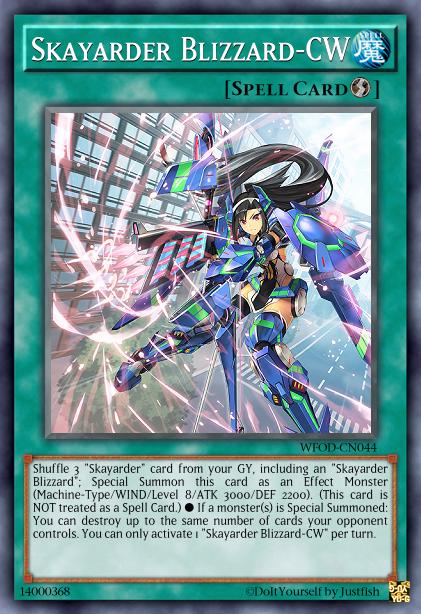 SKAYARDER BLIZZARD-CW
SPELL
魔
[SPELL CARD]
WFOD-CN044
Shuffle 3 "Skayarder" card from your GY, including an "Skayarder
Blizzard"; Special Summon this card as an Effect Monster
(Machine-Type/WIND/Level 8/ATK 3000/DEF 2200). (This card is
NOT treated as a Spell Card.) ● If a monster(s) is Special Summoned:
You can destroy up to the same number of cards your opponent
controls. You can only activate 1 "Skayarder Blizzard-CW" per turn.
14000368
©DoItYourself by Justfish